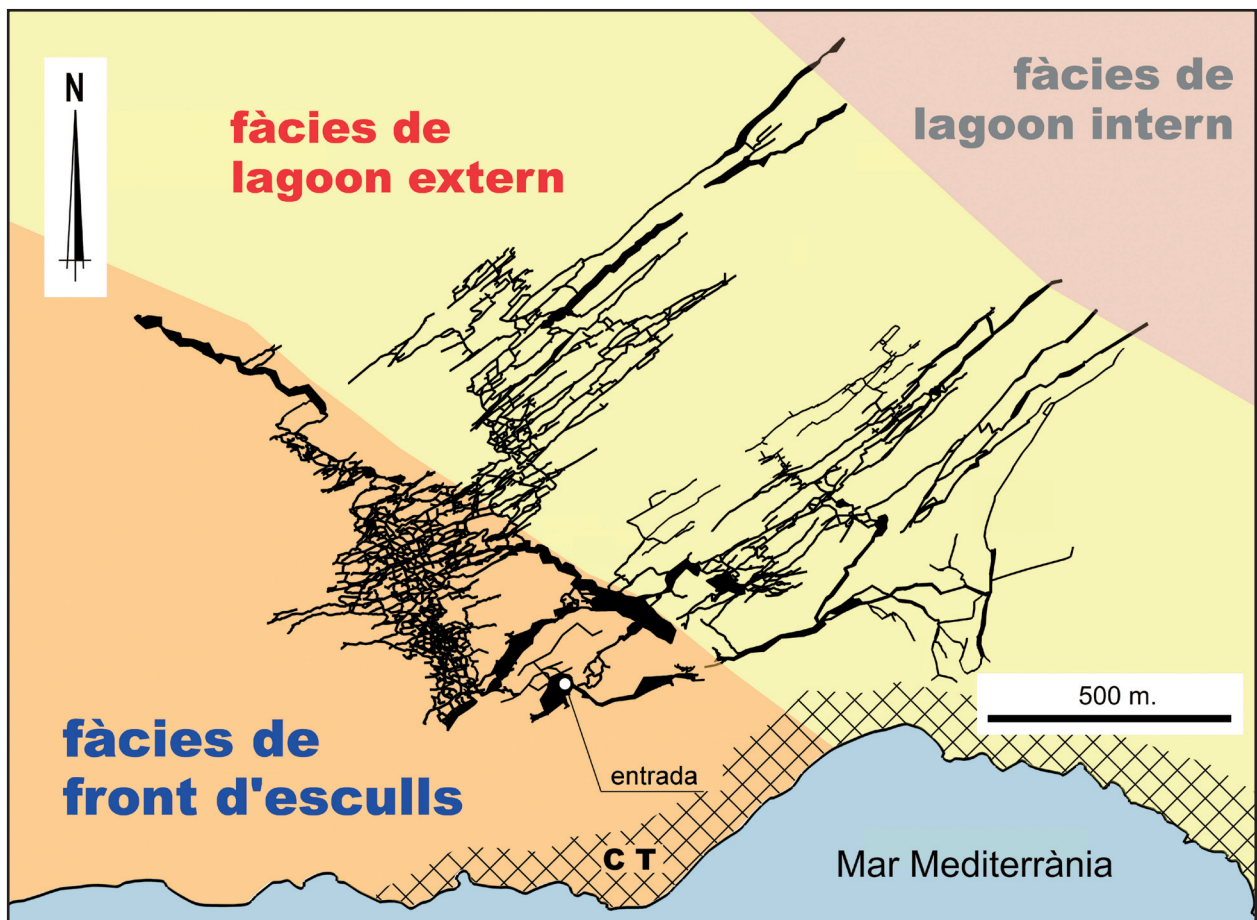 N
fàcies de
lagoon extern
fàcies de
lagoon intern
fàcies de
front d'esculls
entrada
500 m.
C T
Mar Mediterrània